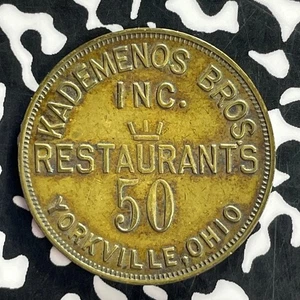 KADEMENOS BROS
INC.
RESTAURANTS
50
YORKVILLE, OHIO